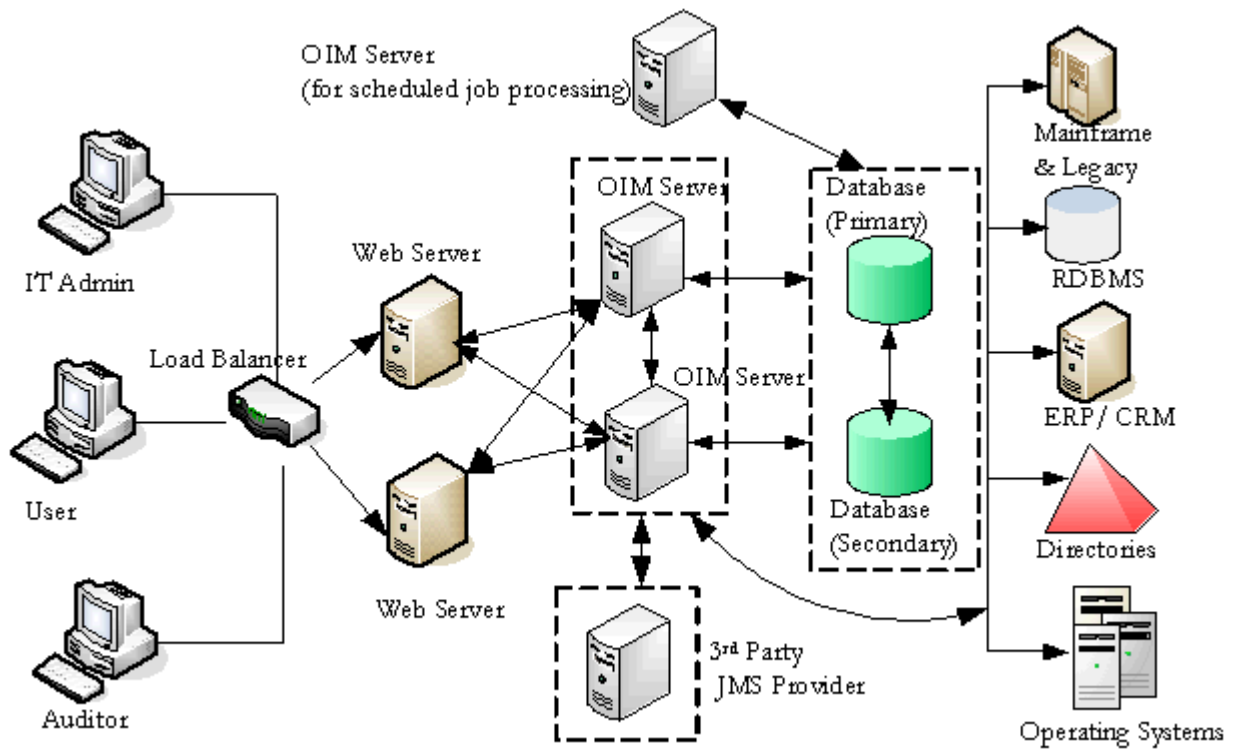 OIM Server
(for scheduled job processing)
Mainframe
& Legacy
OIM Server
Database
(Primary)
IT Admin
Web Server
RDBMS
Load Balancer
OIM Server
ERP / CRM
User
Database
(Secondary)
Directories
Web Server
3rd Party
JMS Provider
Auditor
Operating Systems